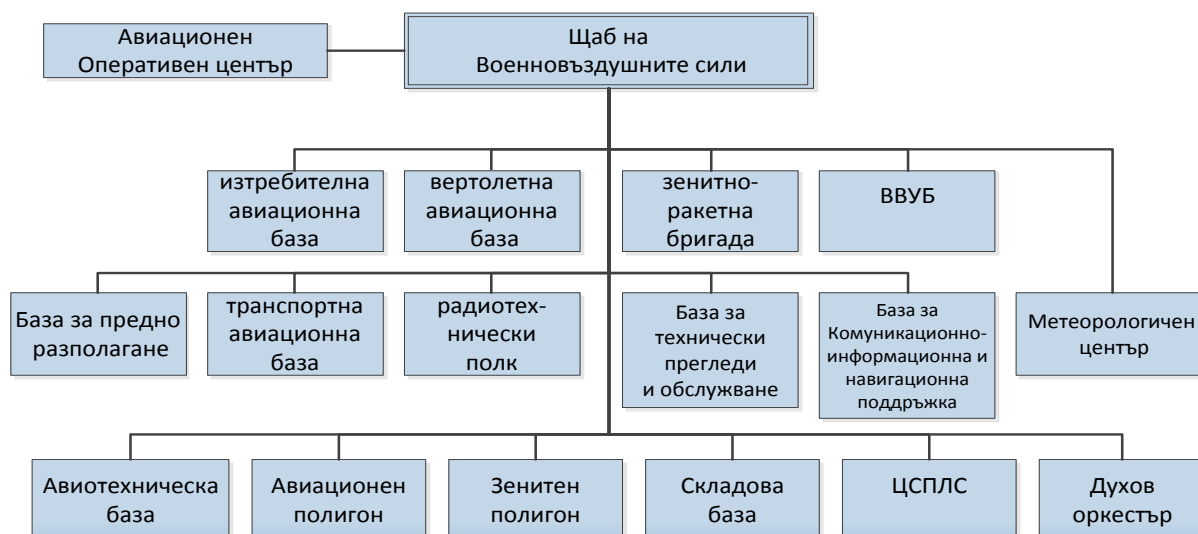 Авиационен
Оперативен център
Щаб на
Военновъздушните сили
изтребителна
авиационна
база
вертолетна
авиационна
база
зенитно-
ракетна
бригада
ВВУБ
База за предно
разполагане
транспортна
авиационна
база
радиотех-
нически
полк
База за
технически
прегледи
и обслужване
База за
Комуникационно-
информационна и
навигационна
поддръжка
Метеорологичен
център
Авиотехническа
база
Авиационен
полигон
Зенитен
полигон
Складова
база
ЦСПЛС
Духов
оркестър